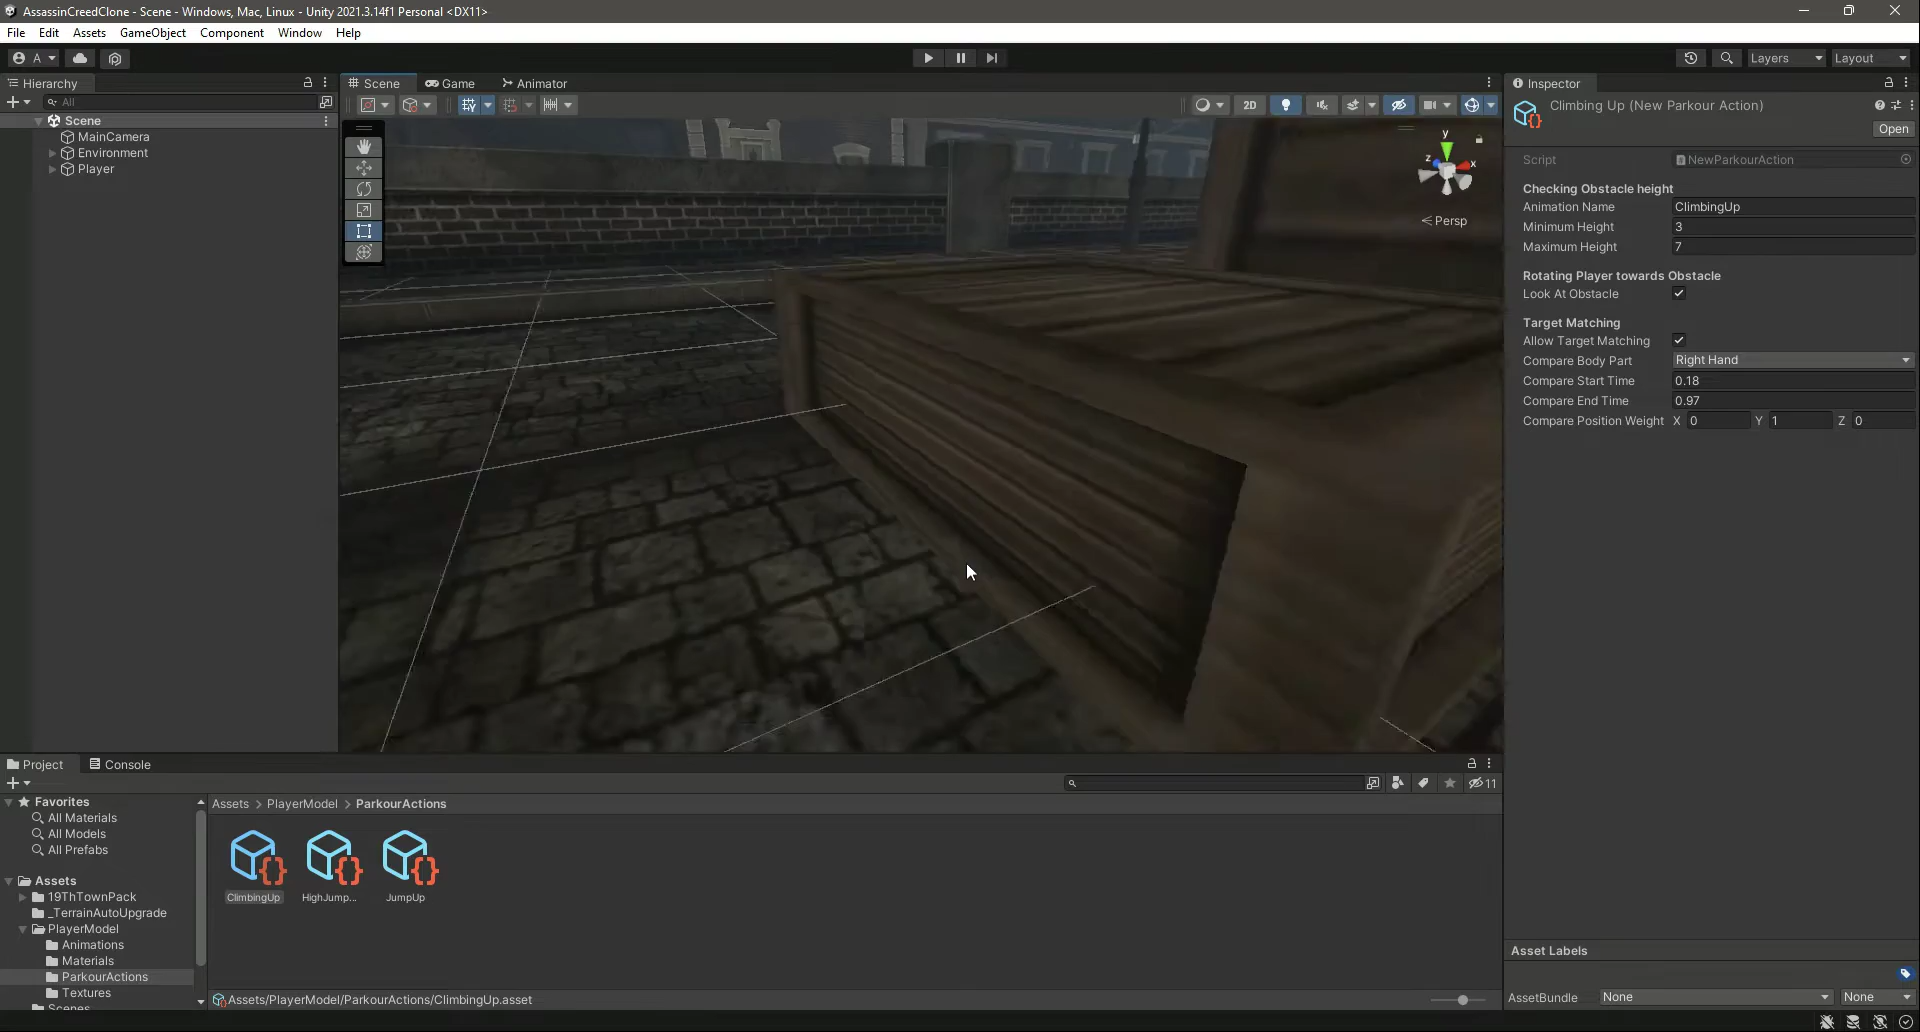 AssassinCreedClone - Scene - Windows, Mac, Linux - Unity 2021.3.14f1 Personal <DX11>
File Edit Assets GameObject Component Window Help
A
Layers
Layout
Hierarchy
All
Scene
MainCamera
Environment
Player
Scene
Game
Animator
2D
y
z
x
Persp
Inspector
Climbing Up (New Parkour Action)
Open
Script NewParkourAction
Checking Obstacle height
Animation Name ClimbingUp
Minimum Height 3
Maximum Height 7
Rotating Player towards Obstacle
Look At Obstacle
Target Matching
Allow Target Matching
Compare Body Part Right Hand
Compare Start Time 0.18
Compare End Time 0.97
Compare Position Weight X 0 Y 1 Z 0
Project Console
11
Favorites
All Materials
All Models
All Prefabs
Assets
19ThTownPack
_TerrainAutoUpgrade
PlayerModel
Animations
Materials
ParkourActions
Textures
Scenes
Assets > PlayerModel > ParkourActions
ClimbingUp
HighJump...
JumpUp
Assets/PlayerModel/ParkourActions/ClimbingUp.asset
Asset Labels
AssetBundle None None